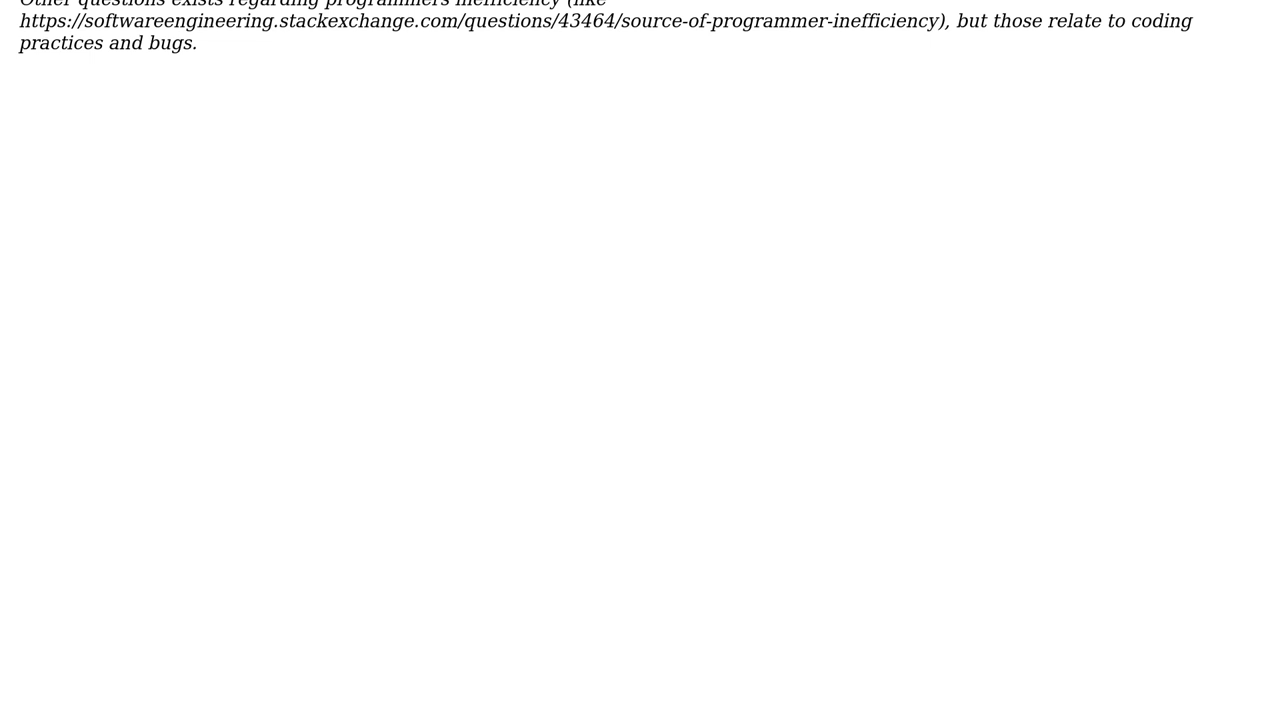 Other questions exists regarding programmers inefficiency (like
https://softwareengineering.stackexchange.com/questions/43464/source-of-programmer-inefficiency), but those relate to coding
practices and bugs.